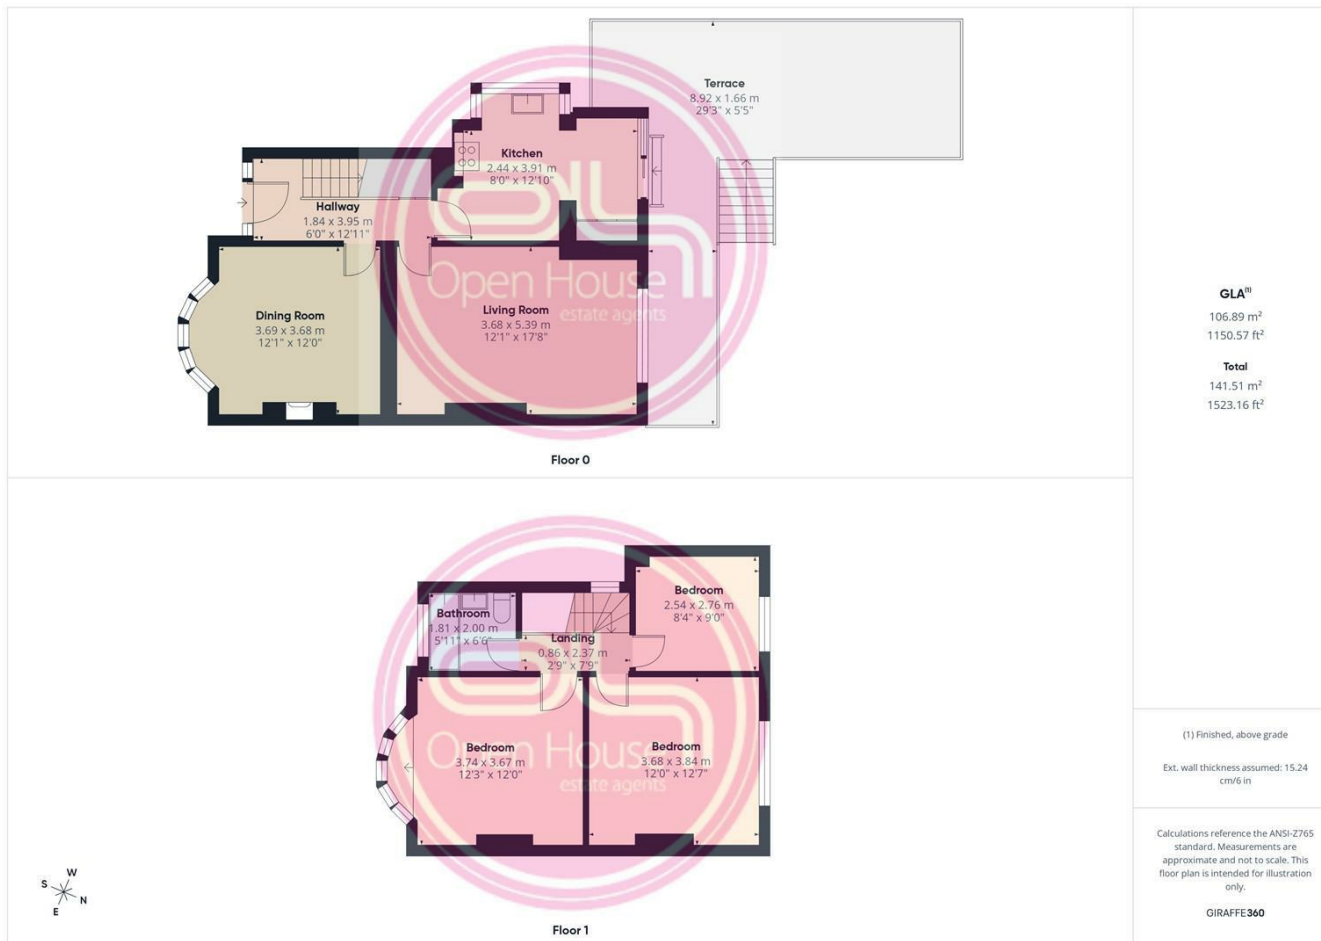 Terrace
8.92 x 1.66 m
29'3" x 5'5"
Kitchen
2.44 x 3.91 m
8'0" x 12'10"
Hallway
1.84 x 3.95 m
6'0" x 12'11"
Dining Room
3.69 x 3.68 m
12'1" x 12'0"
Living Room
3.68 x 5.39 m
12'1" x 17'8"
Open House
estate agents
Floor 0
GLA(1)
106.89 m²
1150.57 ft²
Total
141.51 m²
1523.16 ft²
Bedroom
2.54 x 2.76 m
8'4" x 9'0"
Bathroom
1.81 x 2.00 m
5'11" x 6'6"
Landing
0.86 x 2.37 m
2'9" x 7'9"
Bedroom
3.74 x 3.67 m
12'3" x 12'0"
Bedroom
3.68 x 3.84 m
12'0" x 12'7"
Open House
estate agents
Floor 1
W
S
N
E
(1) Finished, above grade
Ext. wall thickness assumed: 15.24
cm/6 in
Calculations reference the ANSI-Z765
standard. Measurements are
approximate and not to scale. This
floor plan is intended for illustration
only.
GIRAFFE360